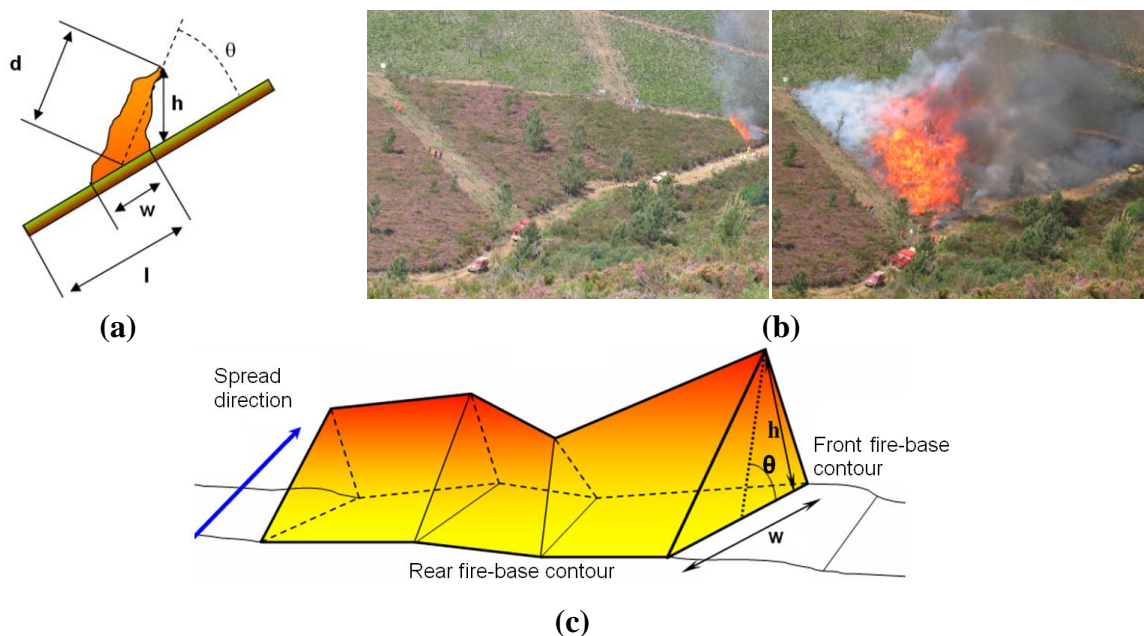 d
θ
h
w
l
(a)
(b)
Spread
direction
h
θ
Front fire-base
contour
w
Rear fire-base contour
(c)